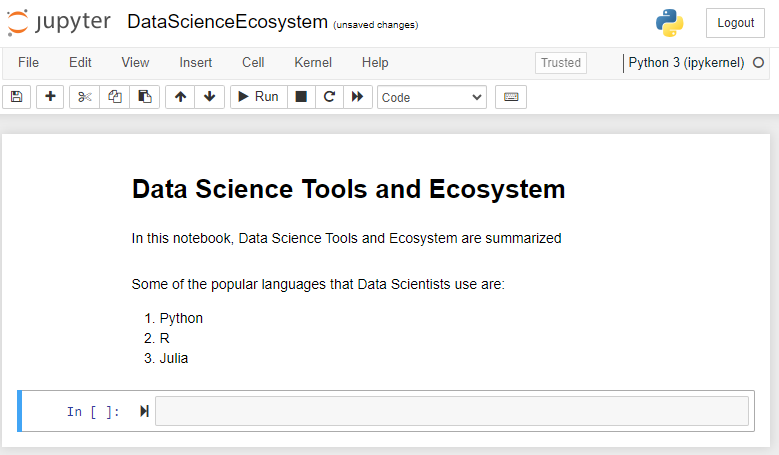 jupyter DataScienceEcosystem (unsaved changes) Logout
File Edit View Insert Cell Kernel Help Trusted Python 3 (ipykernel)
Run Code
Data Science Tools and Ecosystem
In this notebook, Data Science Tools and Ecosystem are summarized
Some of the popular languages that Data Scientists use are:
1. Python
2. R
3. Julia
In [ ]: